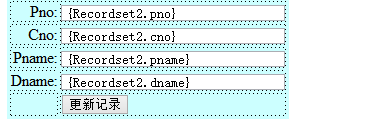 Pno: {Recordset2.pno}
Cno: {Recordset2.cno}
Pname: {Recordset2.pname}
Dname: {Recordset2.dname}
更新记录